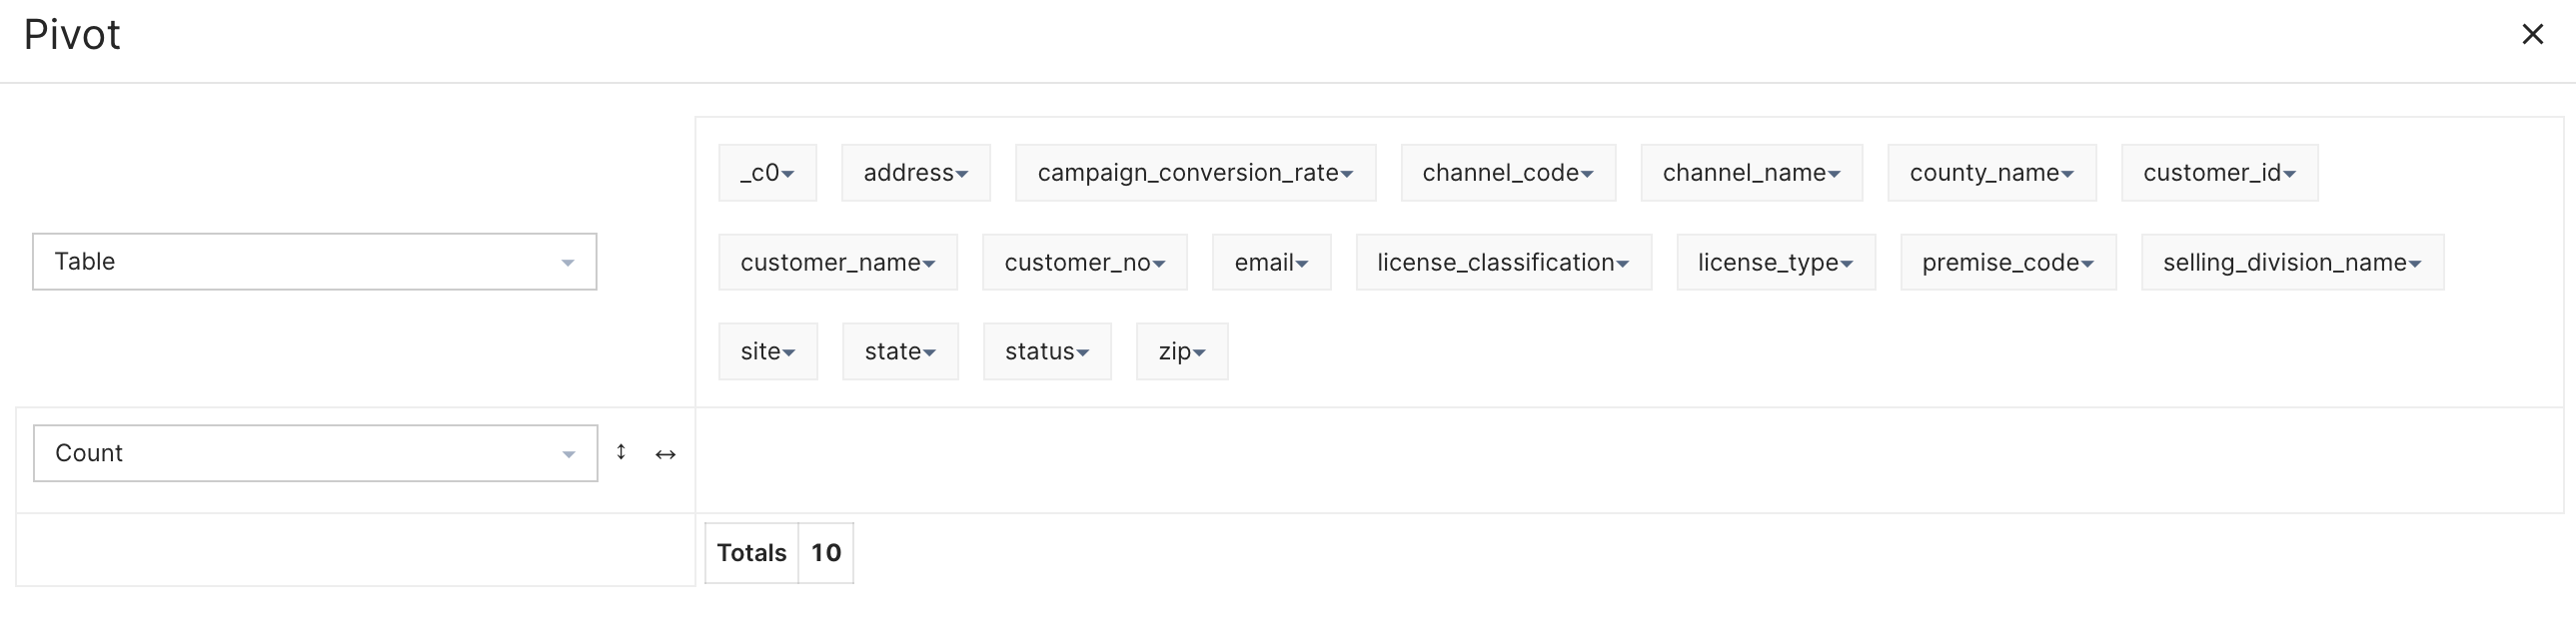 Pivot
_c0 address campaign_conversion_rate channel_code channel_name county_name customer_id
Table
customer_name customer_no email license_classification license_type premise_code selling_division_name
site state status zip
Count ↕ ↔
Totals 10